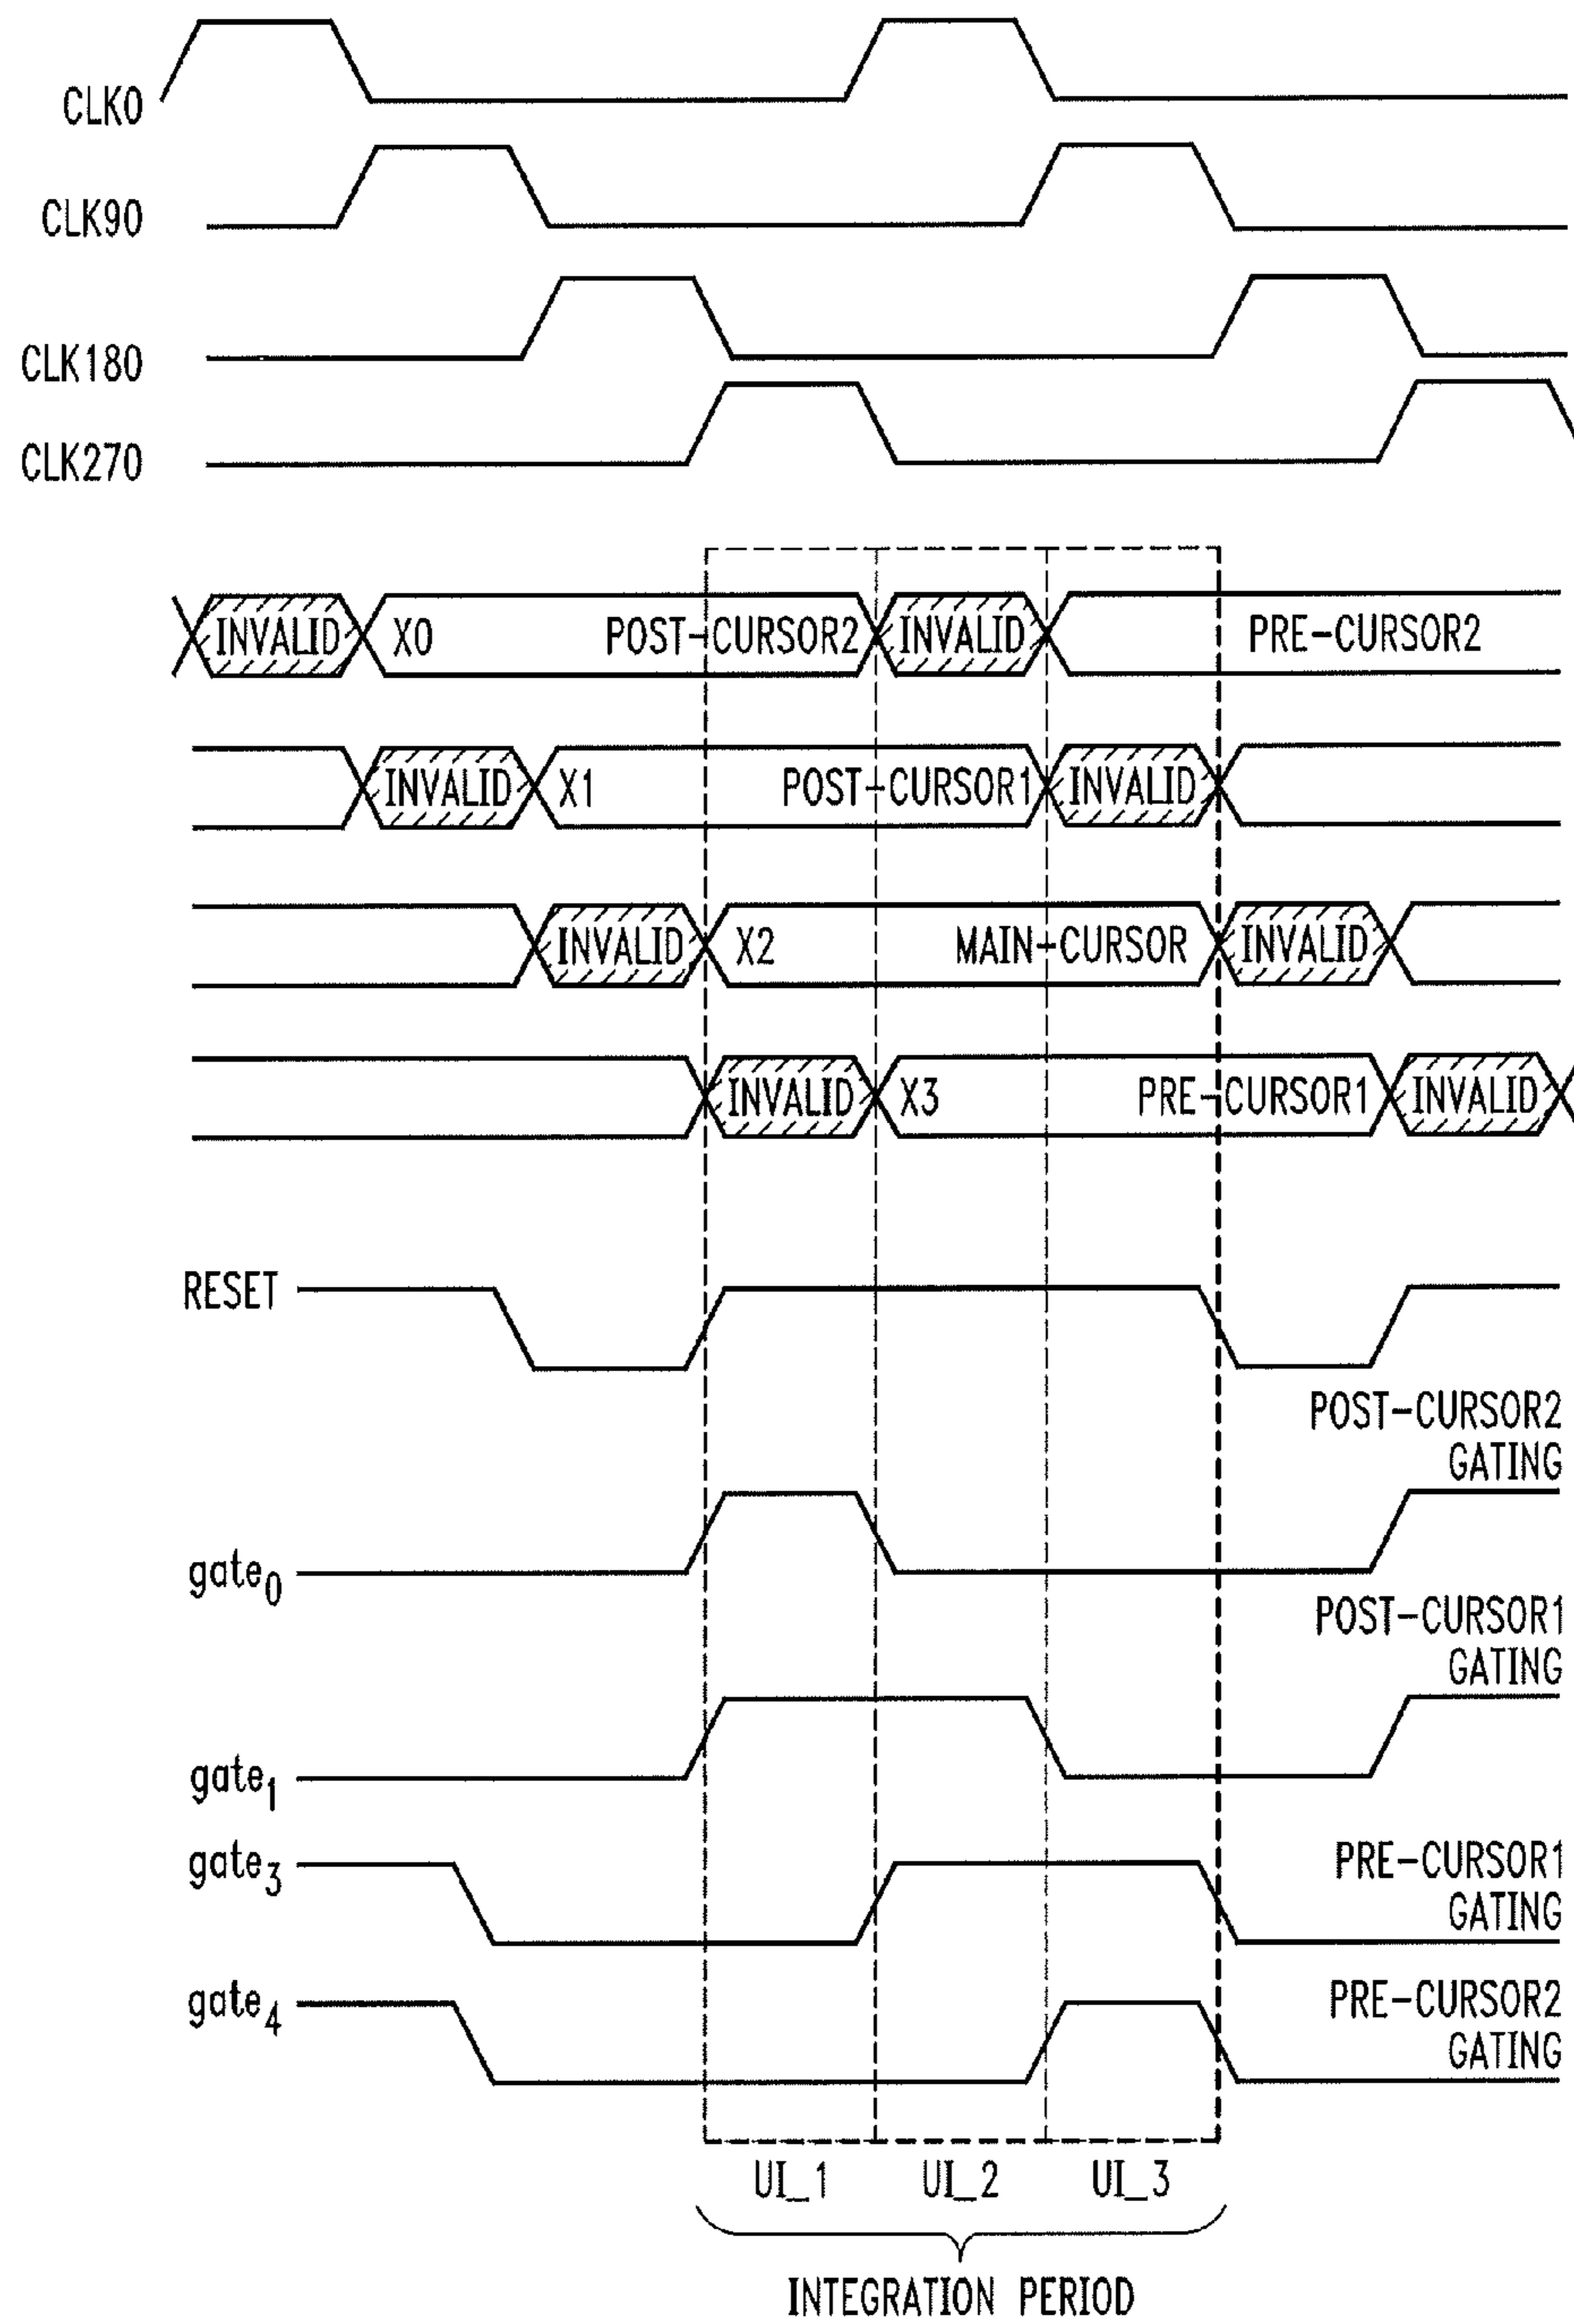 CLK0
CLK90
CLK180
CLK270
INVALID X0 POST-CURSOR2 INVALID PRE-CURSOR2
INVALID X1 POST-CURSOR1 INVALID
INVALID X2 MAIN-CURSOR INVALID
INVALID X3 PRE-CURSOR1 INVALID
RESET
POST-CURSOR2
GATING
gate0
POST-CURSOR1
GATING
gate1
gate3
PRE-CURSOR1
GATING
gate4
PRE-CURSOR2
GATING
UI_1 UI_2 UI_3
INTEGRATION PERIOD